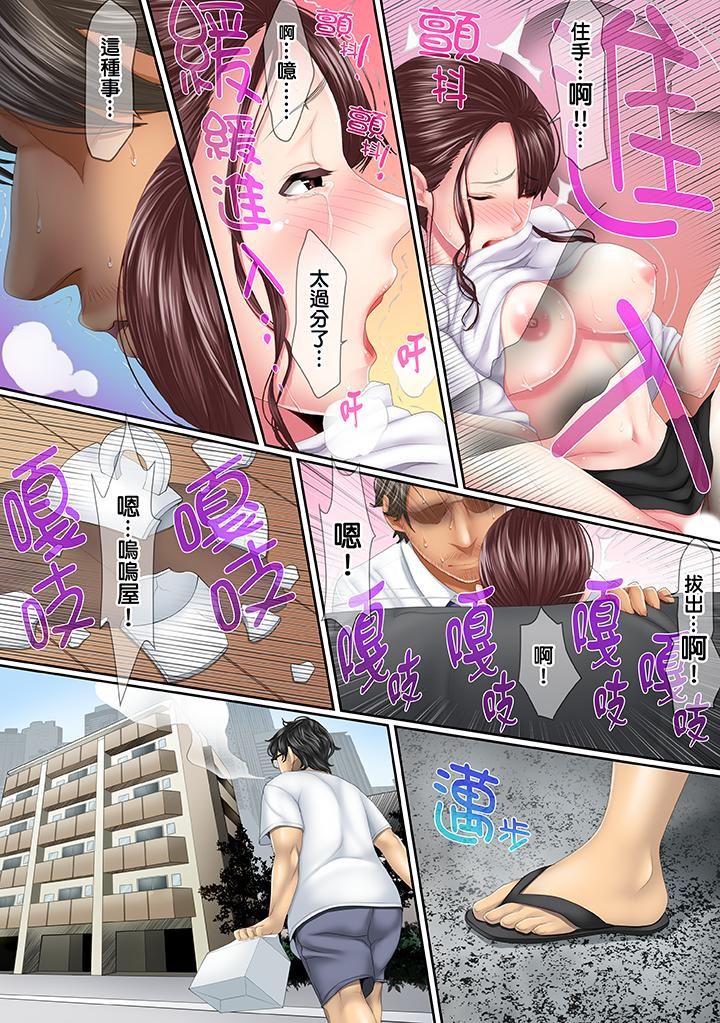 進入
住手…啊!!…
顫抖
顫抖!
顫抖!
啊…噫……
緩緩進入…
太過分了…
吁
吁
這種事…
拔出…啊!
啊!
嗯!
嘎吱
嘎吱
嘎吱
嘎吱
嘎吱
嘎吱
嗯…嗚嗚屋!
邁步